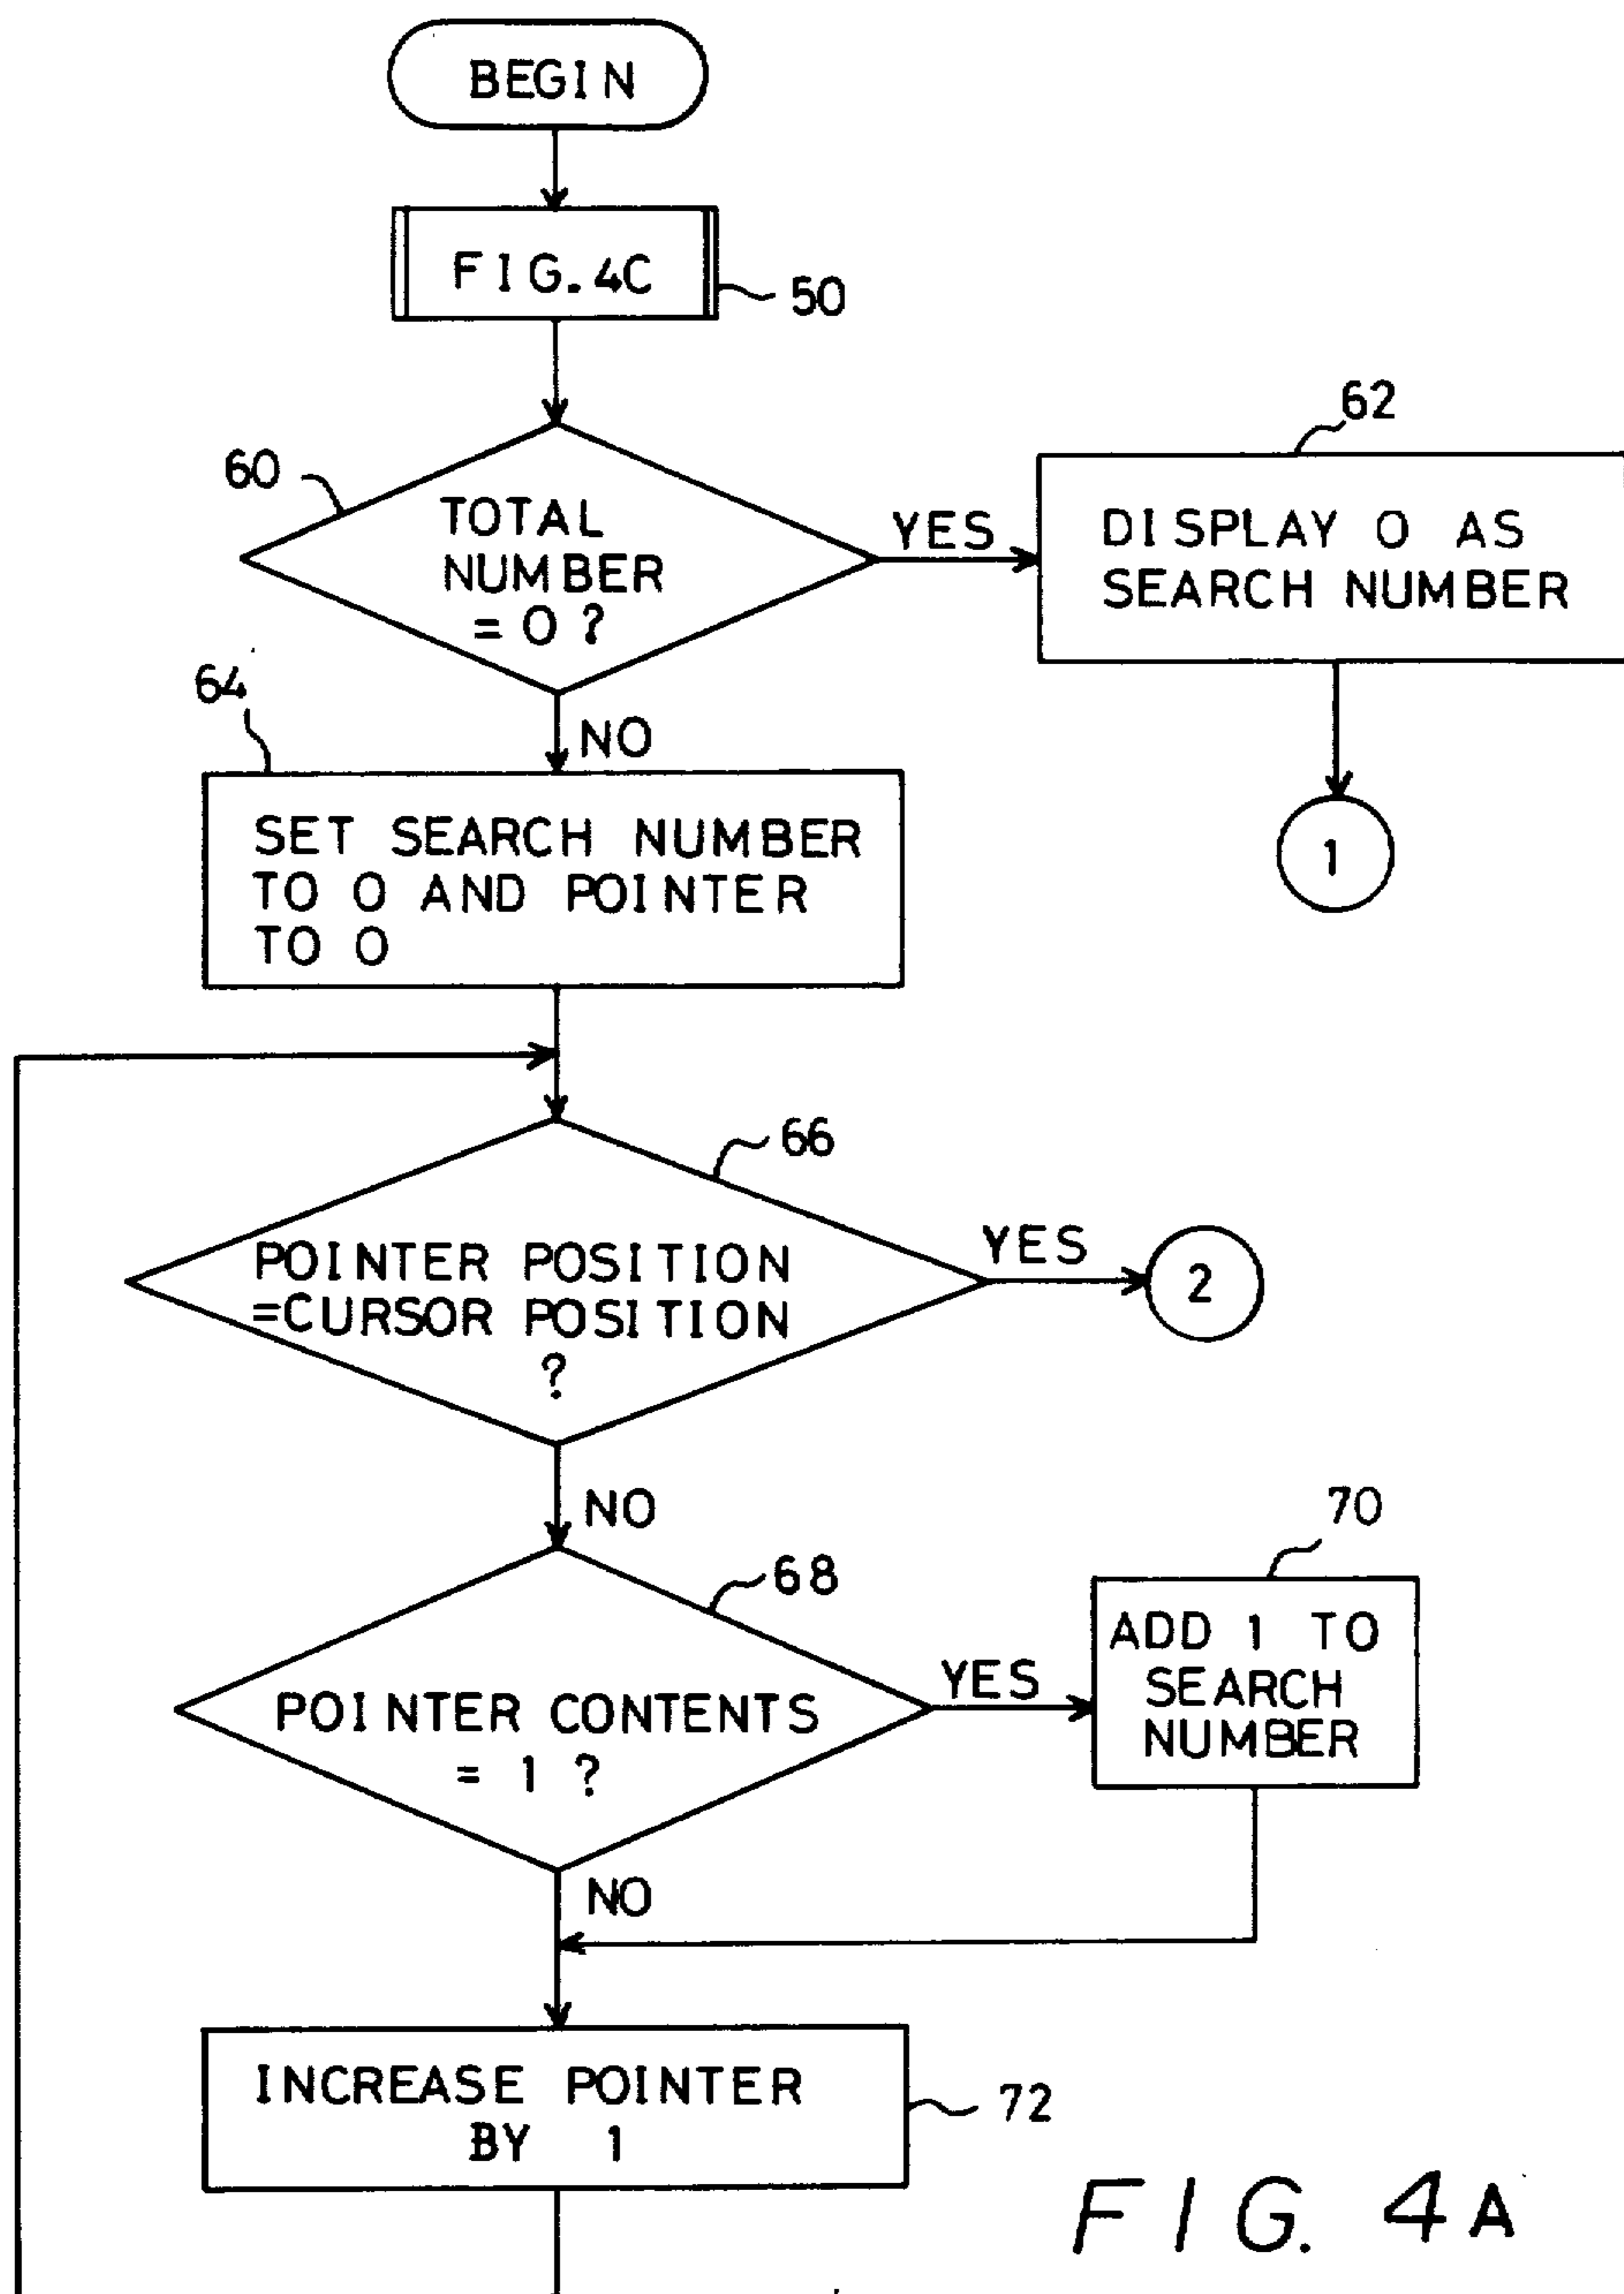 BEGIN
FIG.4C
50
60
TOTAL
NUMBER
= 0 ?
YES
62
DISPLAY 0 AS
SEARCH NUMBER
1
64
NO
SET SEARCH NUMBER
TO 0 AND POINTER
TO 0
66
POINTER POSITION
=CURSOR POSITION
?
YES
2
NO
68
POINTER CONTENTS
= 1 ?
YES
70
ADD 1 TO
SEARCH
NUMBER
NO
INCREASE POINTER
BY 1
72
FIG. 4A